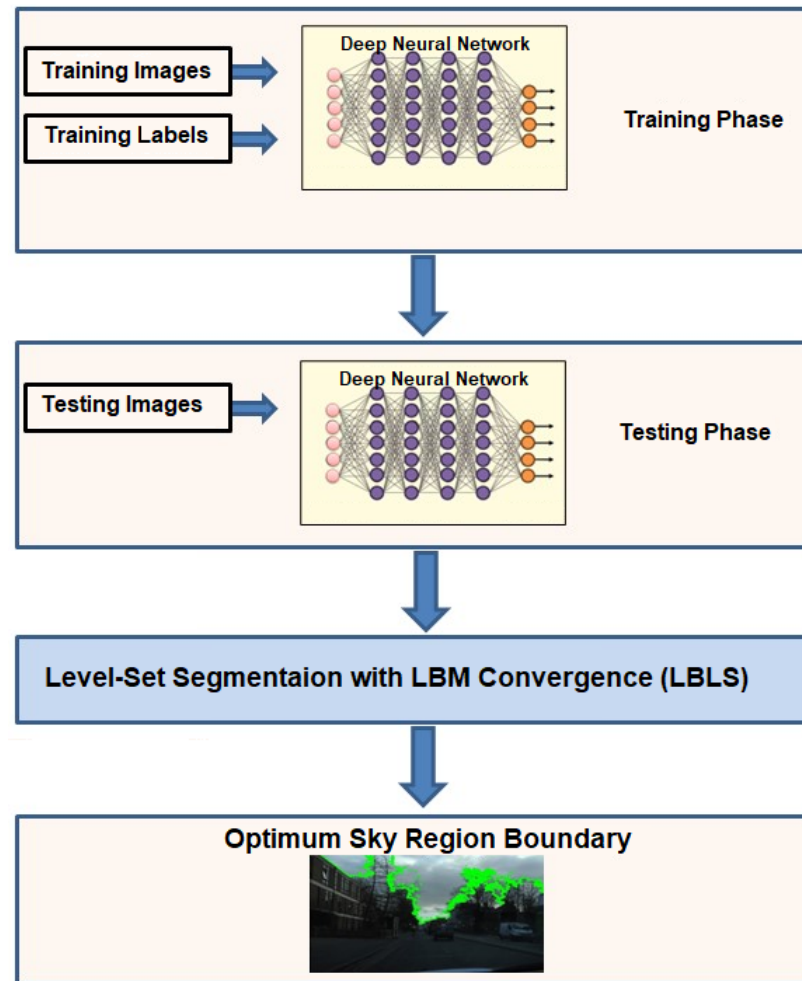 Deep Neural Network
Training Images
Training Labels
Training Phase
Deep Neural Network
Testing Images
Testing Phase
Level-Set Segmentaion with LBM Convergence (LBLS)
Optimum Sky Region Boundary